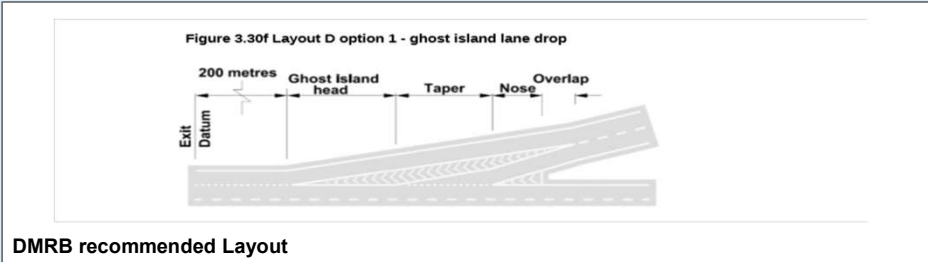 Figure 3.30f Layout D option 1 - ghost island lane drop
200 metres
Ghost Island
head
Taper
Nose
Overlap
Exit
Datum
DMRB recommended Layout